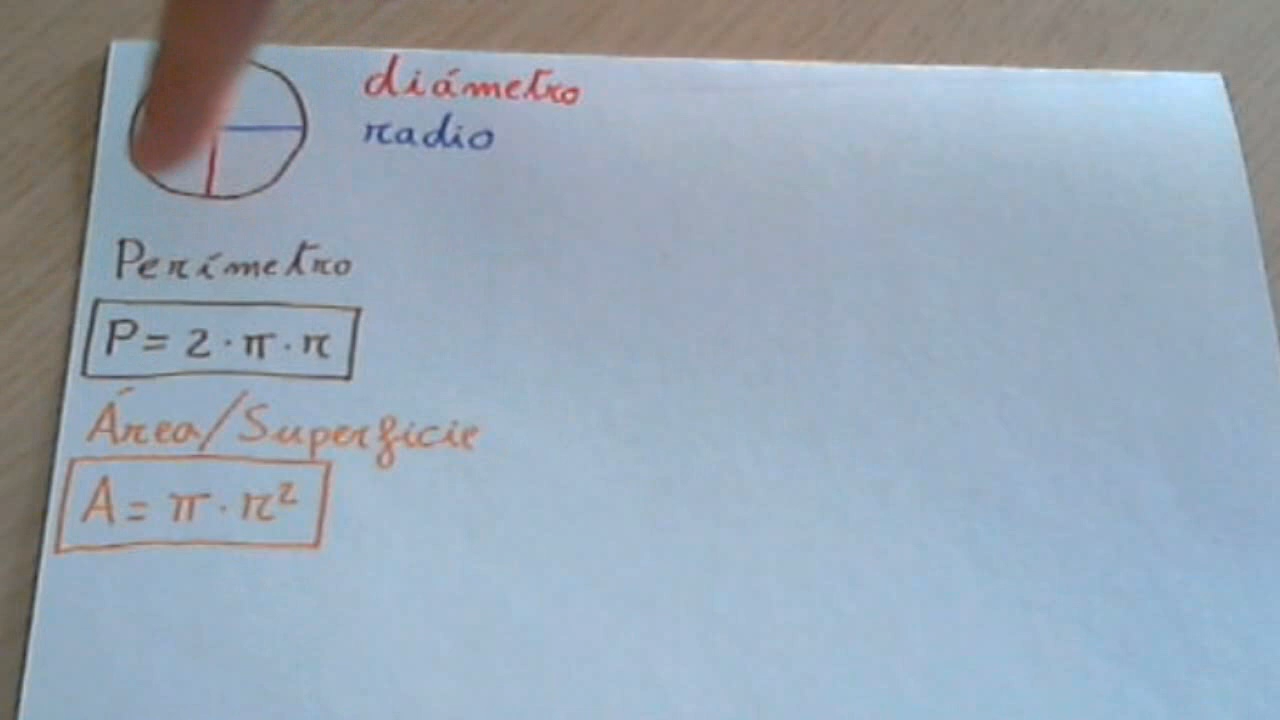 diámetro
radio
Perímetro
P = 2 · π · r
Área/Superficie
A = π · r²